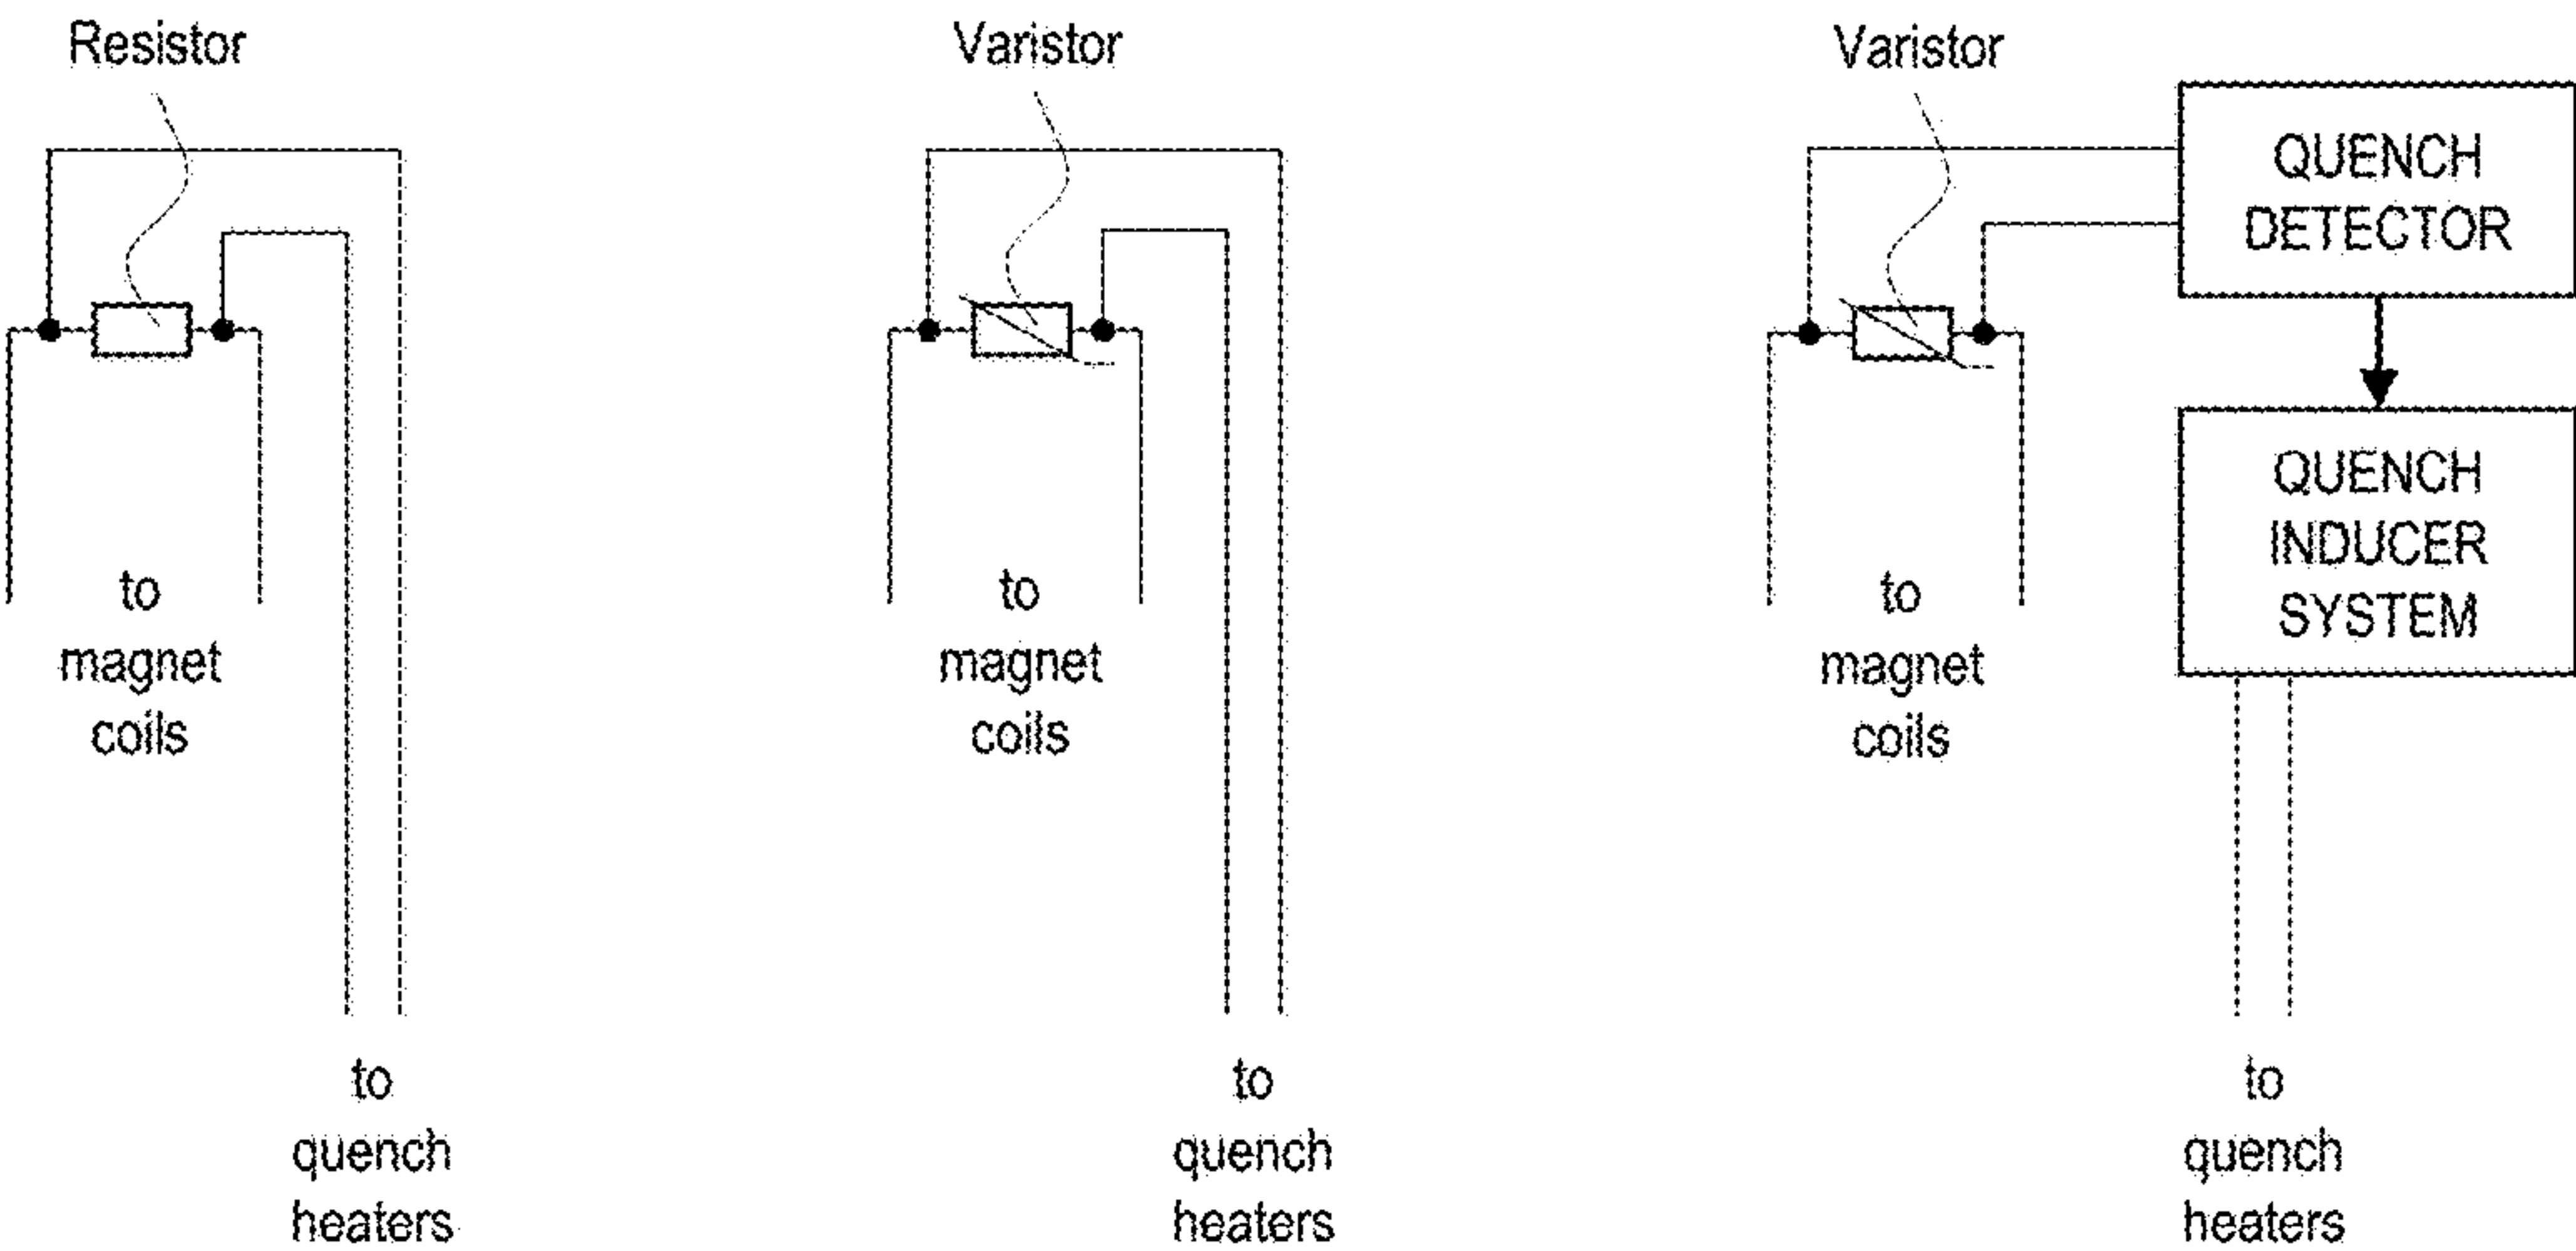 Resistor
to
magnet
coils
to
quench
heaters
Varistor
to
magnet
coils
to
quench
heaters
Varistor
QUENCH
DETECTOR
QUENCH
INDUCER
SYSTEM
to
magnet
coils
to
quench
heaters